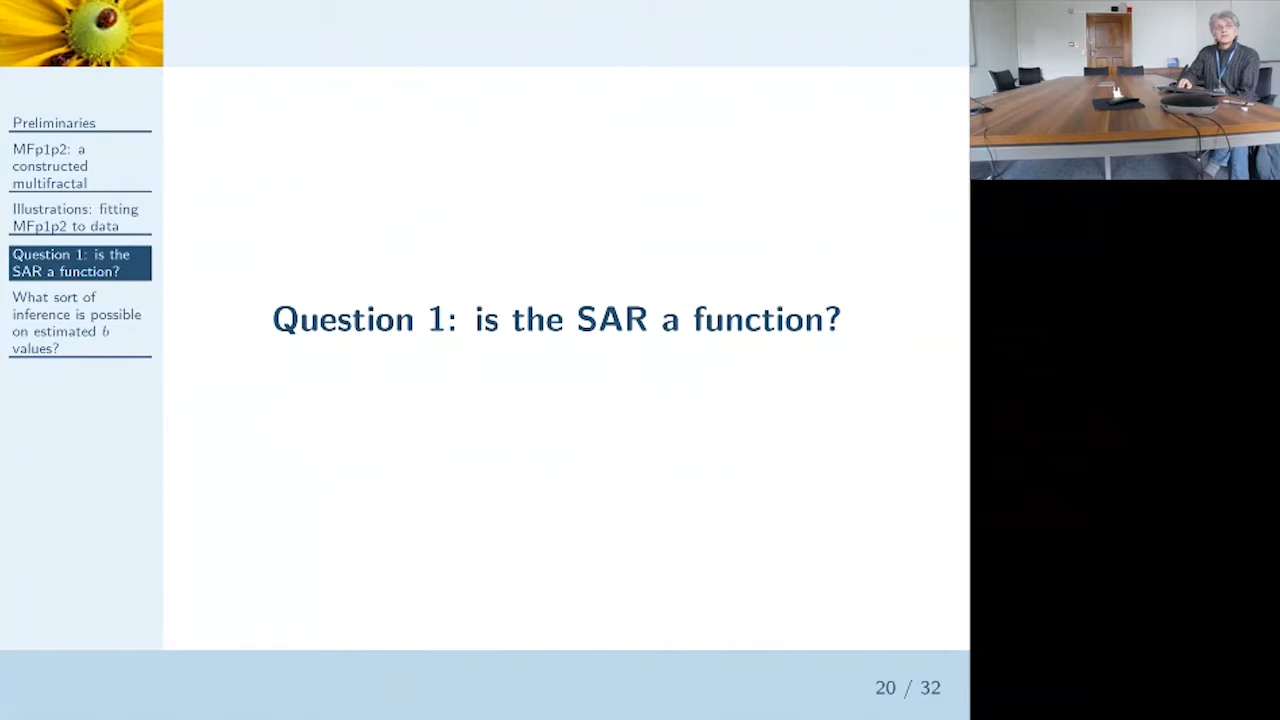 Preliminaries
MFp1p2: a
constructed
multifractal
Illustrations: fitting
MFp1p2 to data
Question 1: is the
SAR a function?
What sort of
inference is possible
on estimated b
values?
Question 1: is the SAR a function?
20 / 32